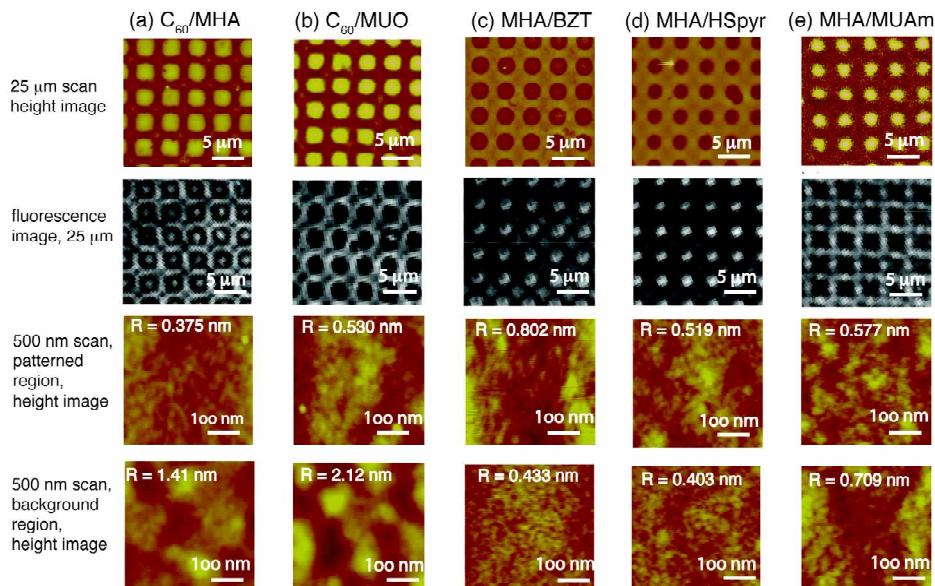 (a) C60/MHA
(b) C60/MUO
(c) MHA/BZT
(d) MHA/HSpyr
(e) MHA/MUAm
25 μm scan
height image
5 μm
5 μm
5 μm
5 μm
5 μm
fluorescence
image, 25 μm
5 μm
5 μm
5 μm
5 μm
5 μm
500 nm scan,
patterned
region,
height image
R = 0.375 nm
R = 0.530 nm
R = 0.802 nm
R = 0.519 nm
R = 0.577 nm
100 nm
100 nm
100 nm
100 nm
100 nm
500 nm scan,
background
region,
height image
R = 1.41 nm
R = 2.12 nm
R = 0.433 nm
R = 0.403 nm
R = 0.709 nm
100 nm
100 nm
100 nm
100 nm
100 nm